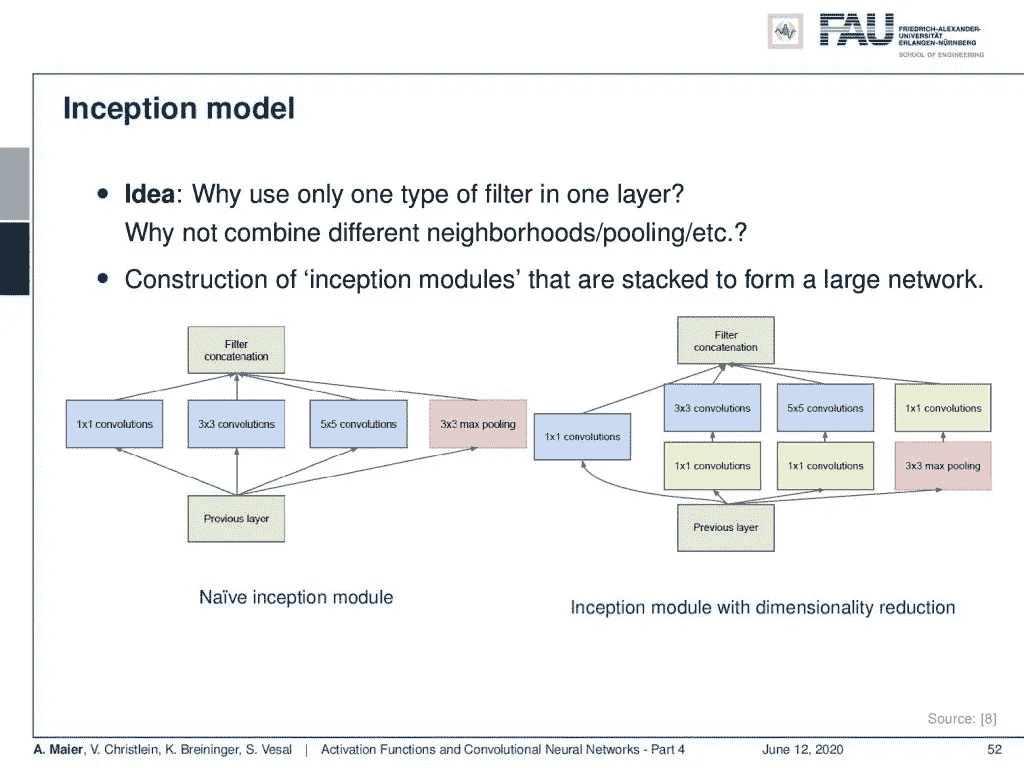 FAU
FRIEDRICH-ALEXANDER-
UNIVERSITÄT
ERLANGEN-NÜRNBERG
SCHOOL OF ENGINEERING
Inception model
• Idea: Why use only one type of filter in one layer?
Why not combine different neighborhoods/pooling/etc.?
• Construction of ‘inception modules’ that are stacked to form a large network.
Filter
concatenation
1x1 convolutions
3x3 convolutions
5x5 convolutions
3x3 max pooling
Previous layer
Naïve inception module
Filter
concatenation
1x1 convolutions
3x3 convolutions
5x5 convolutions
1x1 convolutions
1x1 convolutions
1x1 convolutions
3x3 max pooling
Previous layer
Inception module with dimensionality reduction
Source: [8]
A. Maier, V. Christlein, K. Breininger, S. Vesal | Activation Functions and Convolutional Neural Networks - Part 4 June 12, 2020 52